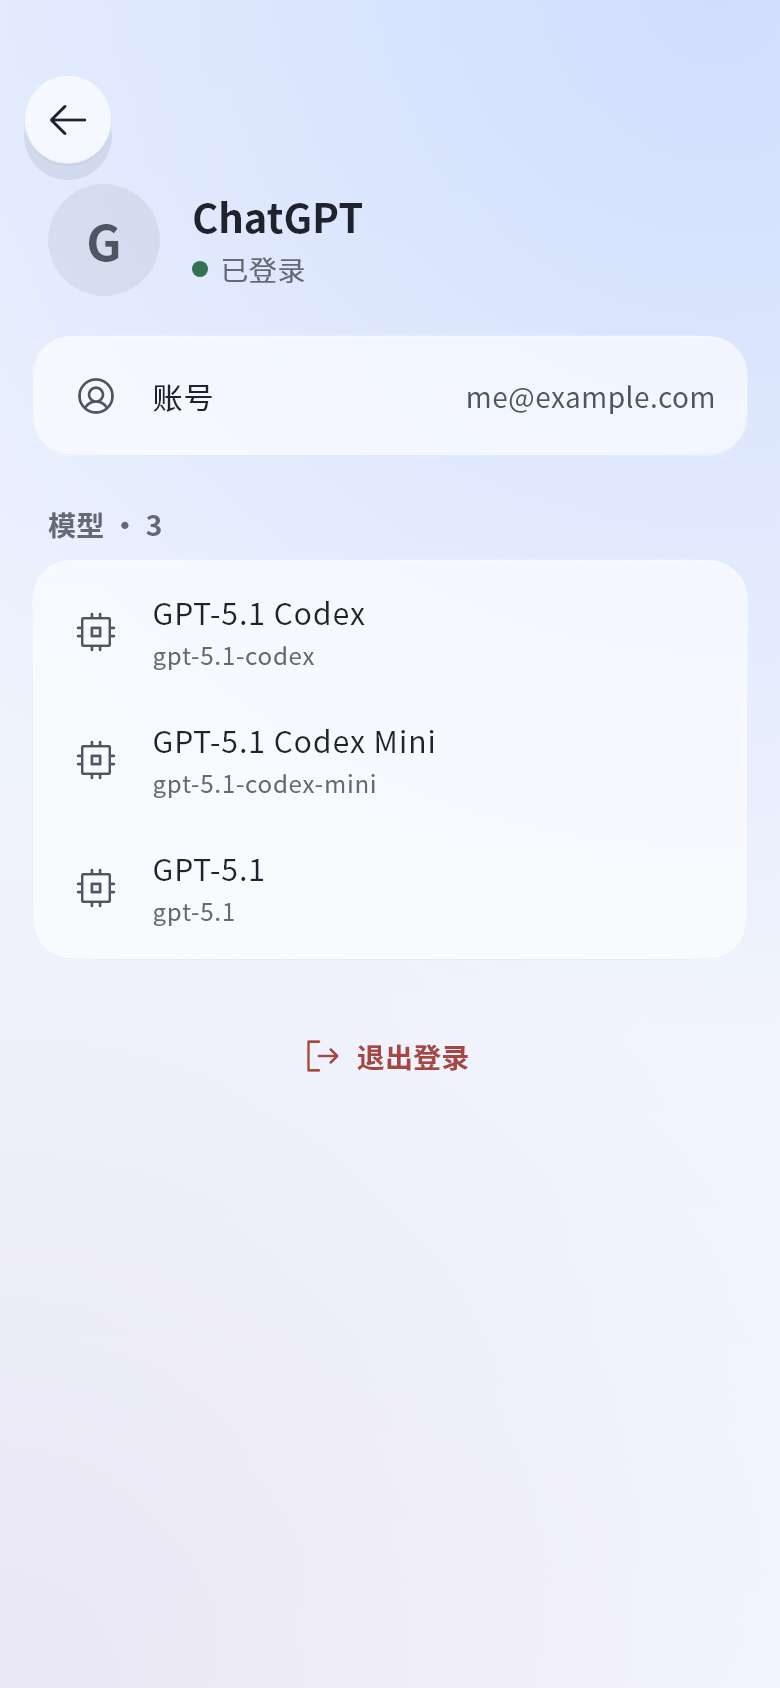 G
ChatGPT
已登录
账号 me@example.com
模型 · 3
GPT-5.1 Codex
gpt-5.1-codex
GPT-5.1 Codex Mini
gpt-5.1-codex-mini
GPT-5.1
gpt-5.1
退出登录